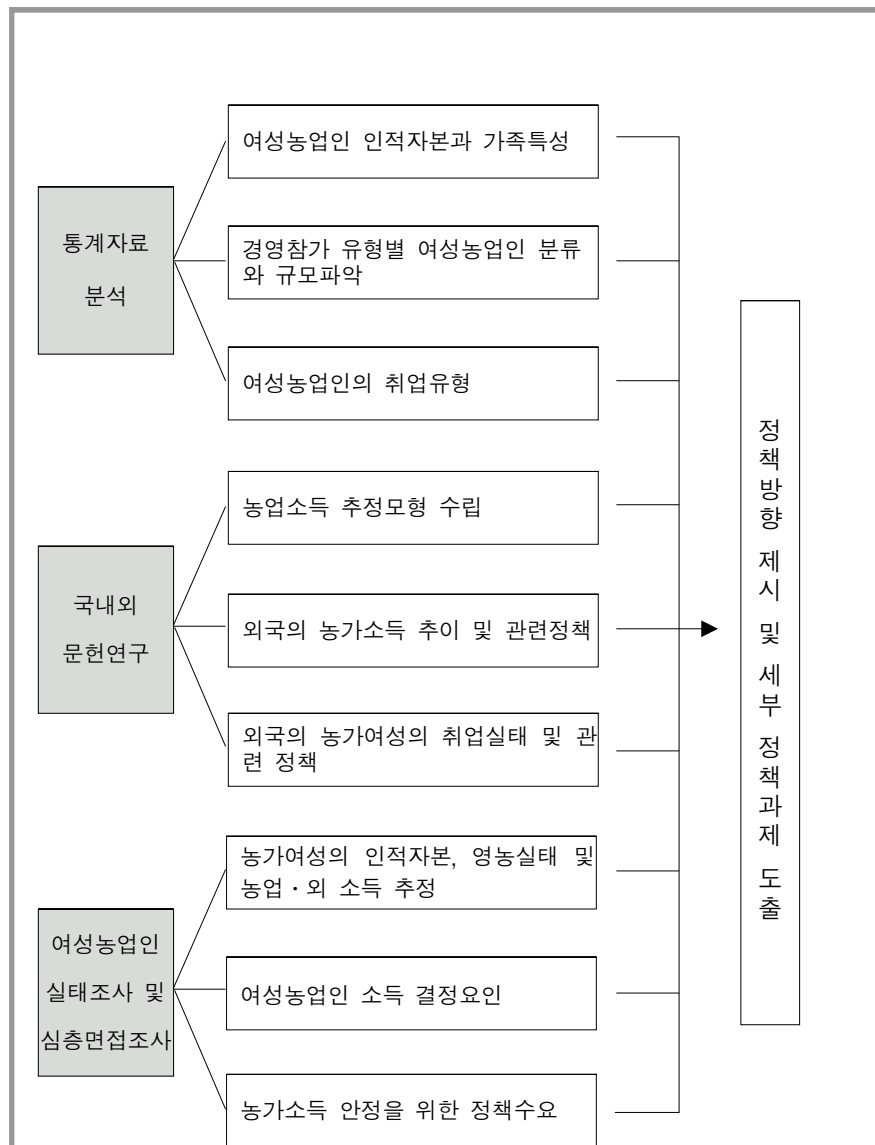 통계자료
분석
여성농업인 인적자본과 가족특성
경영참가 유형별 여성농업인 분류
와 규모파악
여성농업인의 취업유형
국내외
문헌연구
농업소득 추정모형 수립
외국의 농가소득 추이 및 관련정책
외국의 농가여성의 취업실태 및 관
련 정책
여성농업인
실태조사 및
심층면접조사
농가여성의 인적자본, 영농실태 및
농업·외 소득 추정
여성농업인 소득 결정요인
농가소득 안정을 위한 정책수요
정책방향 제시 및 세부 정책과제 도출